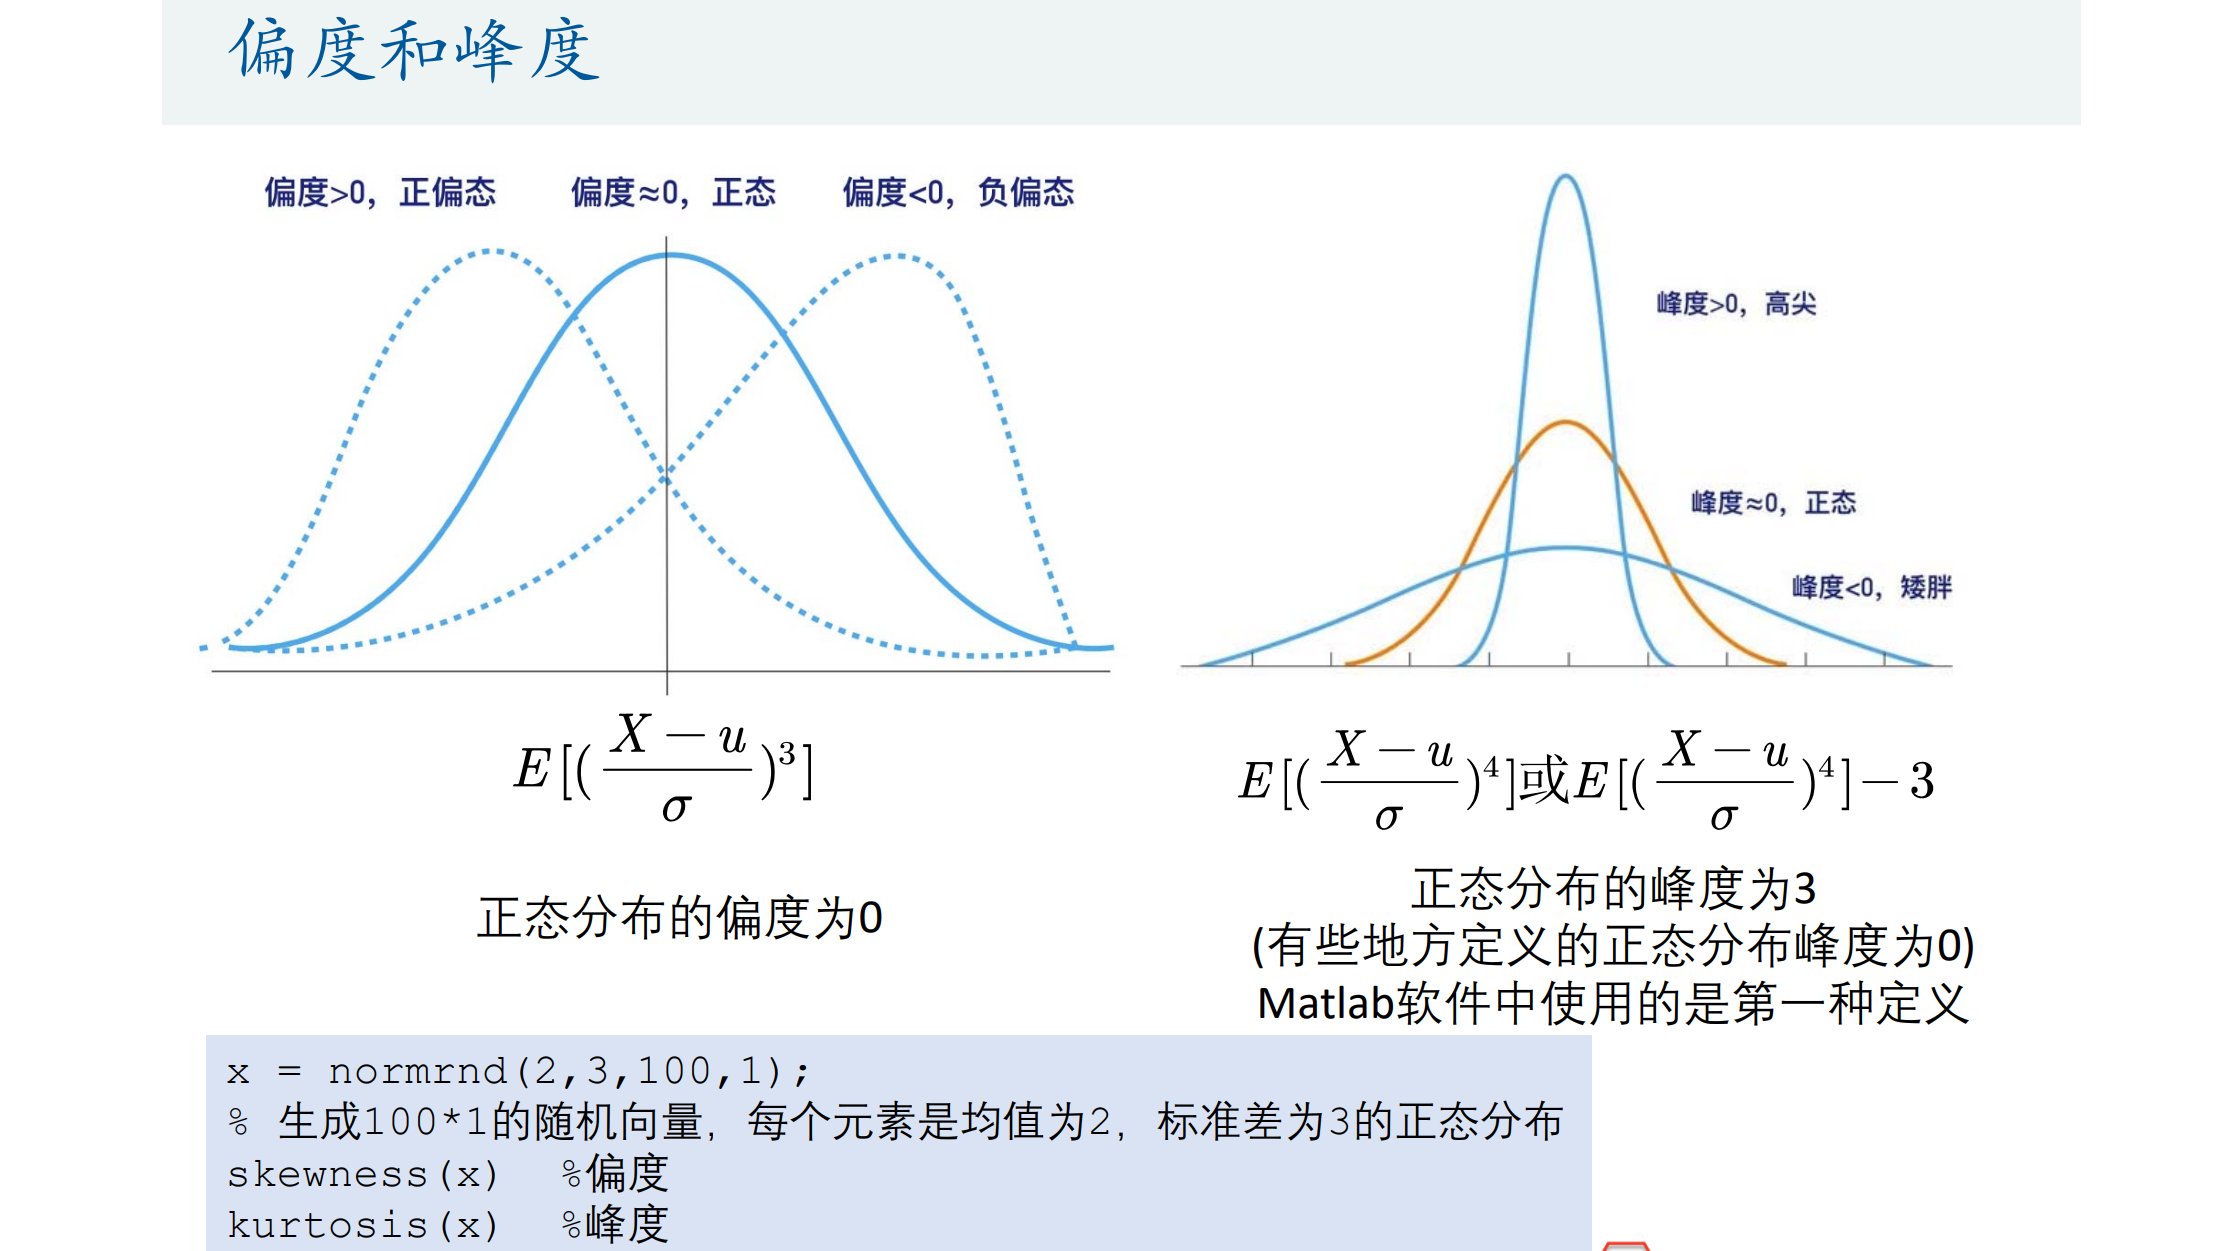 偏度和峰度
偏度>0，正偏态
偏度≈0，正态
偏度<0，负偏态
峰度>0，高尖
峰度≈0，正态
峰度<0，矮胖
E[(\frac{X-u}{σ})^3]
E[(\frac{X-u}{σ})^4]或E[(\frac{X-u}{σ})^4]-3
正态分布的偏度为0
正态分布的峰度为3
(有些地方定义的正态分布峰度为0)
Matlab软件中使用的是第一种定义
x = normrnd(2,3,100,1);
% 生成100*1的随机向量，每个元素是均值为2，标准差为3的正态分布
skewness(x) %偏度
kurtosis(x) %峰度